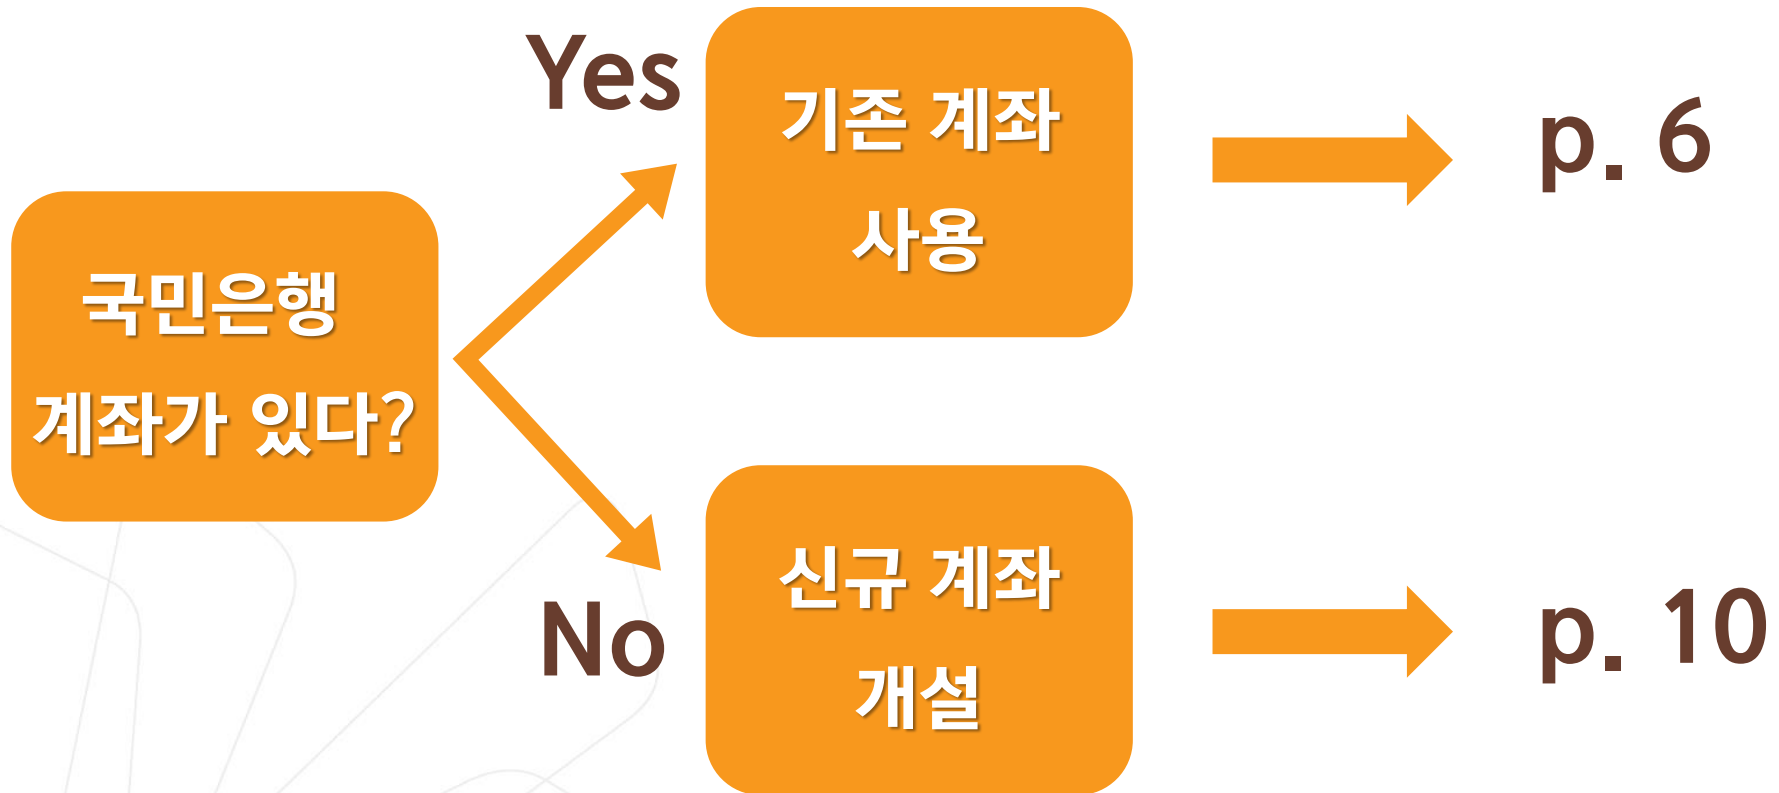 국민은행
계좌가 있다?
Yes
기존 계좌
사용
p. 6
No
신규 계좌
개설
p. 10